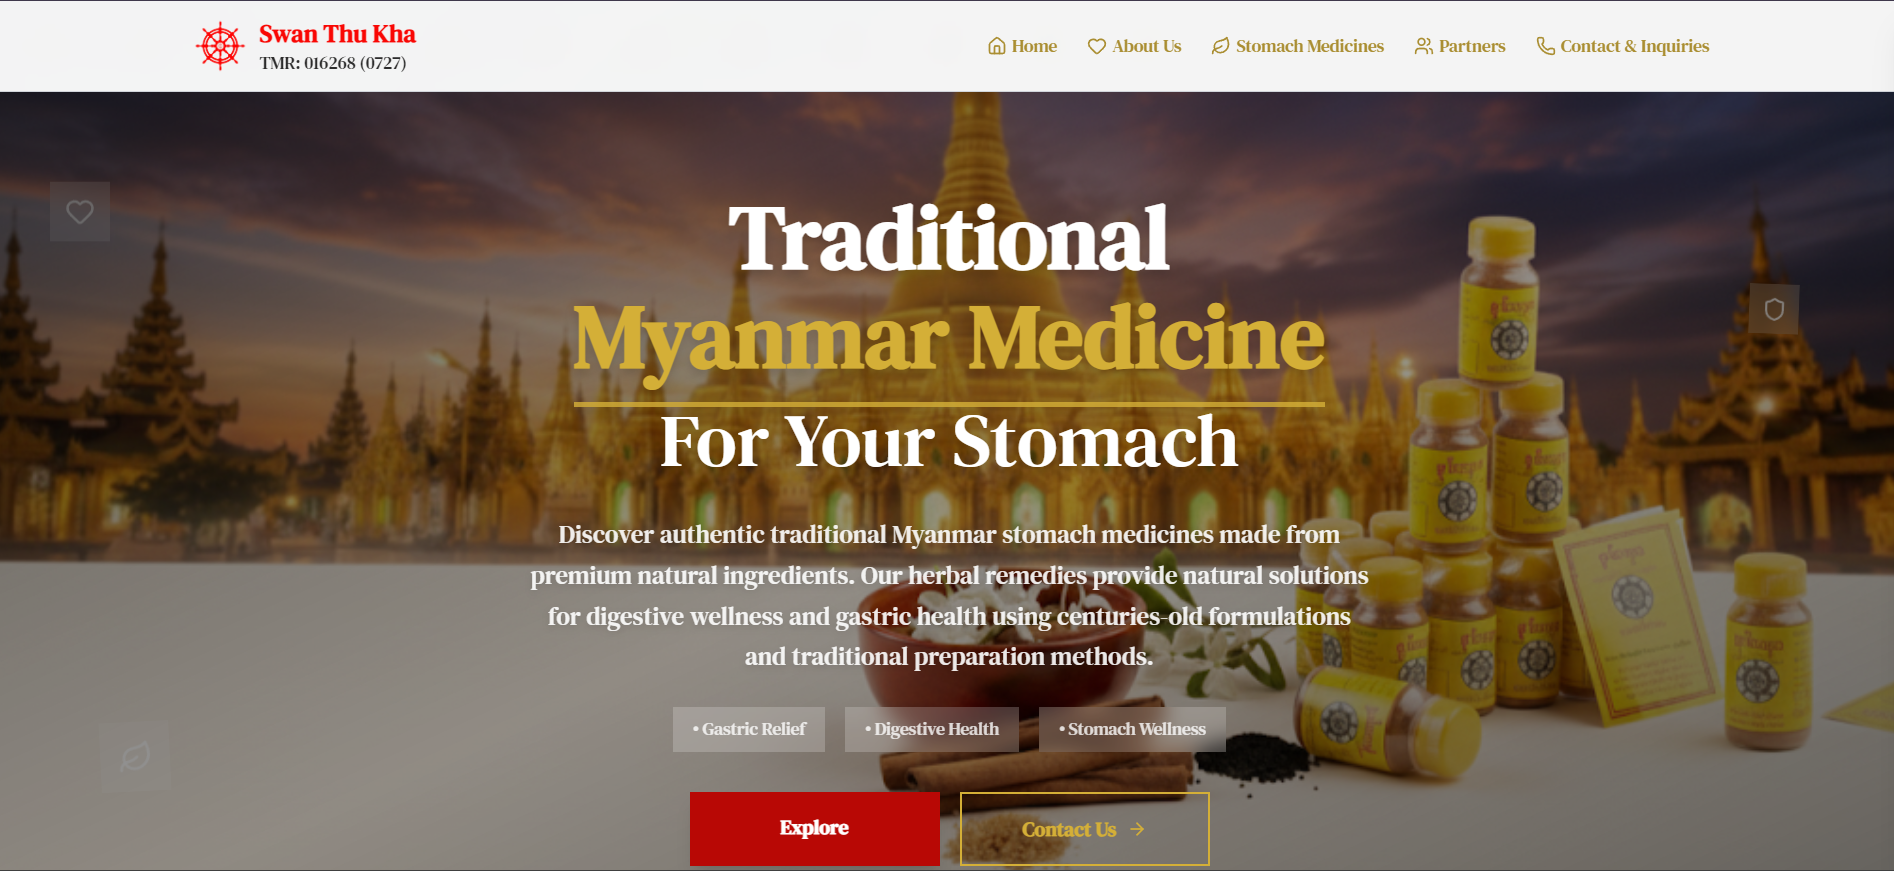 Swan Thu Kha
TMR: 016268 (0727)
Home
About Us
Stomach Medicines
Partners
Contact & Inquiries
Traditional
Myanmar Medicine
For Your Stomach
Discover authentic traditional Myanmar stomach medicines made from
premium natural ingredients. Our herbal remedies provide natural solutions
for digestive wellness and gastric health using centuries-old formulations
and traditional preparation methods.
• Gastric Relief
• Digestive Health
• Stomach Wellness
Explore
Contact Us →